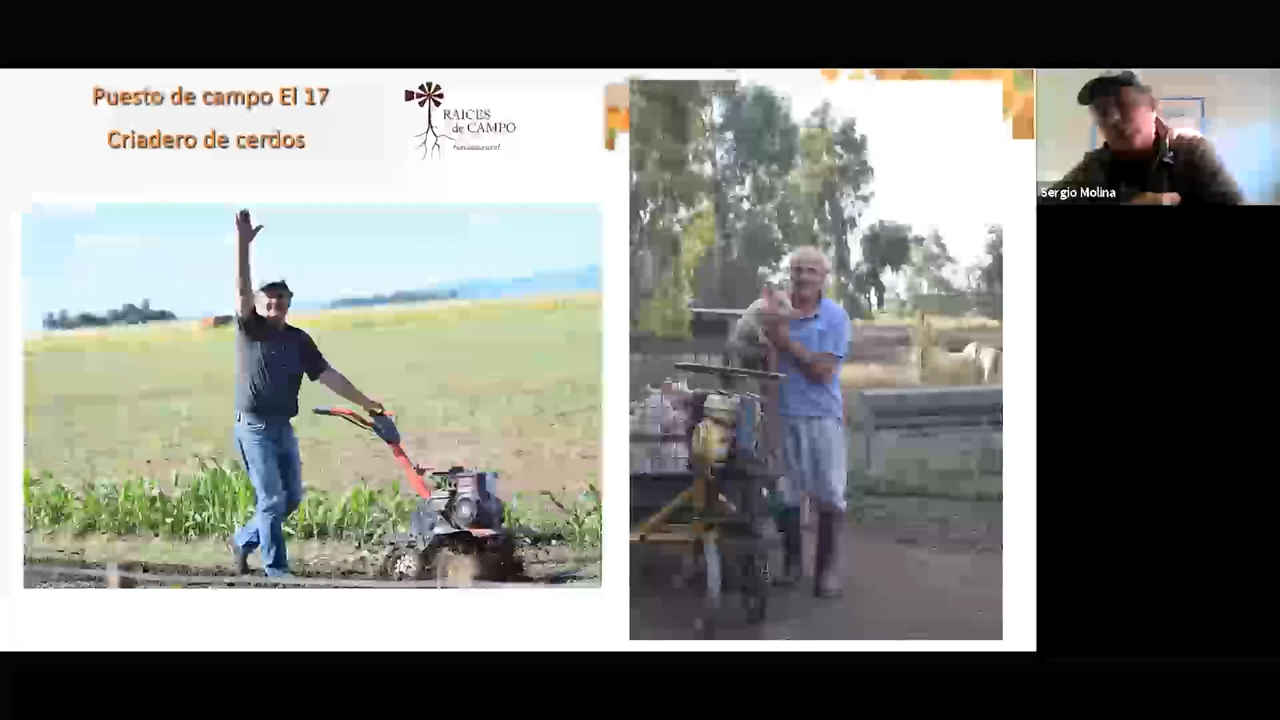 Puesto de campo El 17
Criadero de cerdos
RAICES
de CAMPO
Sergio Molina